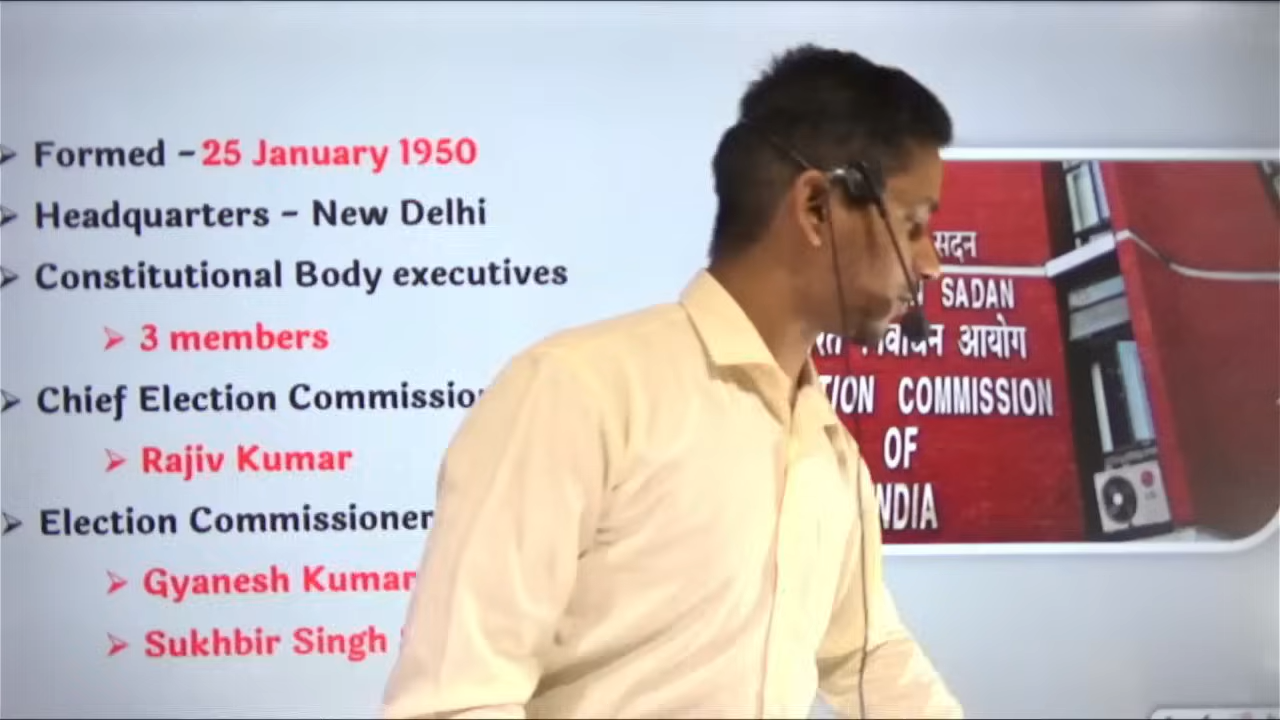 Formed – 25 January 1950
Headquarters – New Delhi
Constitutional Body executives
3 members
Chief Election Commissio
Rajiv Kumar
Election Commissioner
Gyanesh Kumar
Sukhbir Singh
सदन
SADAN
आयोग
COMMISSION
OF
NDIA